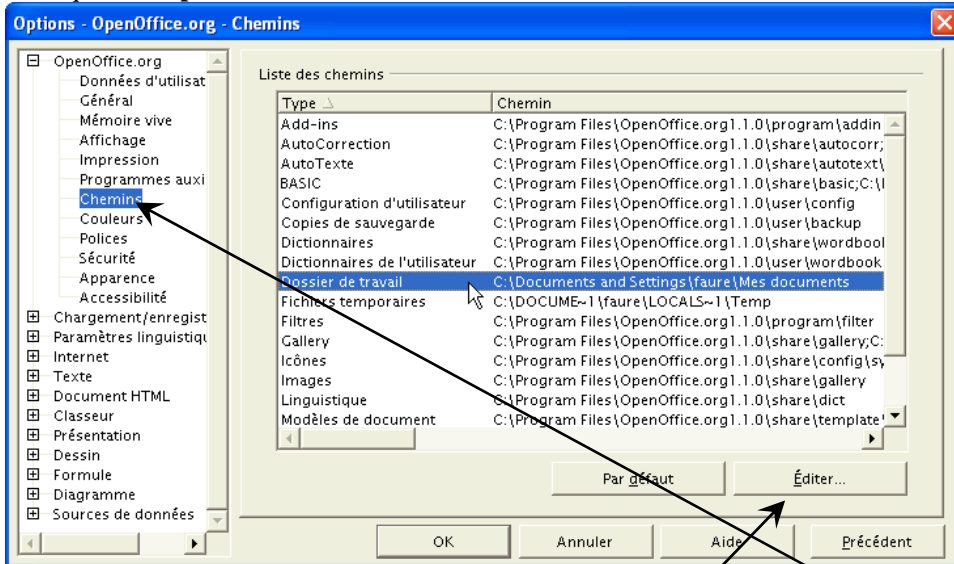 Options - OpenOffice.org - Chemins
OpenOffice.org
Données d'utilisat
Général
Mémoire vive
Affichage
Impression
Programmes auxi
Chemins
Couleurs
Polices
Sécurité
Apparence
Accessibilité
Chargement/enregist
Paramètres linguistiqu
Internet
Texte
Document HTML
Classeur
Présentation
Dessin
Formule
Diagramme
Sources de données
Liste des chemins
Type Chemin
Add-ins C:\Program Files\OpenOffice.org1.1.0\program\addin
AutoCorrection C:\Program Files\OpenOffice.org1.1.0\share\autocorr;
AutoTexte C:\Program Files\OpenOffice.org1.1.0\share\autotext\
BASIC C:\Program Files\OpenOffice.org1.1.0\share\basic;C:\
Configuration d'utilisateur C:\Program Files\OpenOffice.org1.1.0\user\config
Copies de sauvegarde C:\Program Files\OpenOffice.org1.1.0\user\backup
Dictionnaires C:\Program Files\OpenOffice.org1.1.0\share\wordbool
Dictionnaires de l'utilisateur C:\Program Files\OpenOffice.org1.1.0\user\wordbook
Dossier de travail C:\Documents and Settings\faure\Mes documents
Fichiers temporaires C:\DOCUME~1\faure\LOCALS~1\Temp
Filtres C:\Program Files\OpenOffice.org1.1.0\program\filter
Gallery C:\Program Files\OpenOffice.org1.1.0\share\gallery;C:
Icônes C:\Program Files\OpenOffice.org1.1.0\share\config\sy
Images C:\Program Files\OpenOffice.org1.1.0\share\gallery
Linguistique C:\Program Files\OpenOffice.org1.1.0\share\dict
Modèles de document C:\Program Files\OpenOffice.org1.1.0\share\template'
Par défaut Éditer...
OK Annuler Aide Précédent